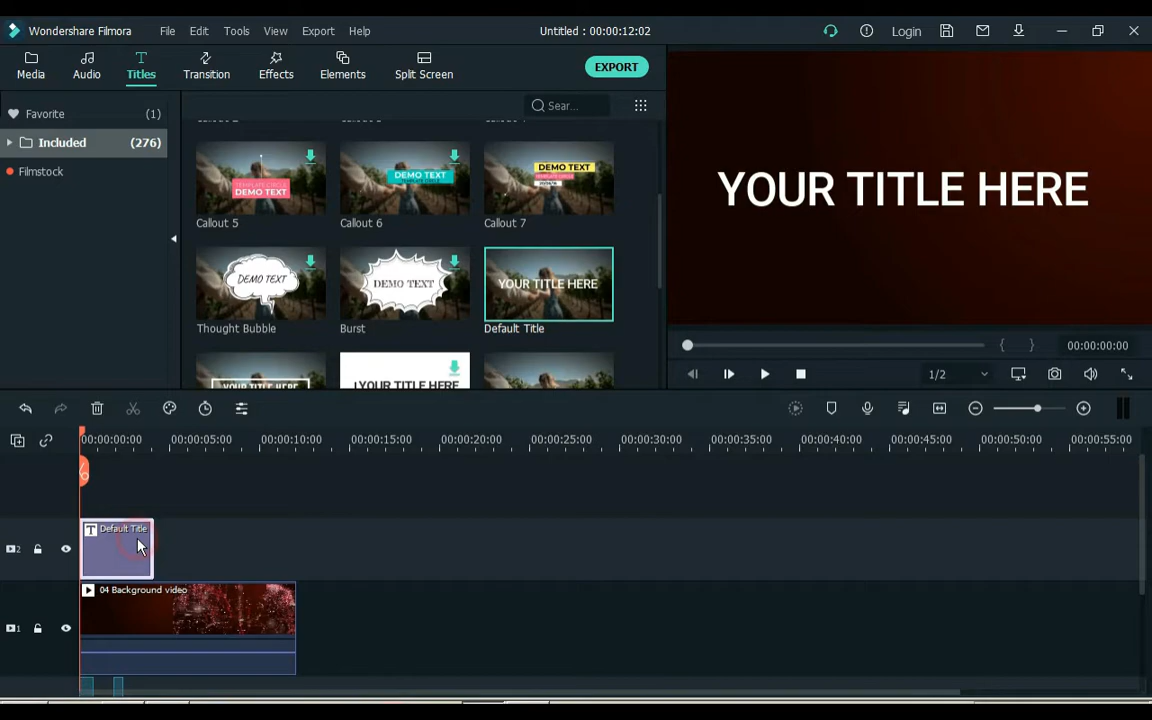 Wondershare Filmora File Edit Tools View Export Help Untitled : 00:00:12:02 Login
Media Audio Titles Transition Effects Elements Split Screen EXPORT
Favorite (1)
Included (276)
Filmstock
Sear...
TEMPLATE CIRCLE
DEMO TEXT
Callout 5
DEMO TEXT
Callout 6
DEMO TEXT
Callout 7
DEMO TEXT
Thought Bubble
DEMO TEXT
Burst
YOUR TITLE HERE
Default Title
YOUR TITLE HERE
YOUR TITLE HERE
YOUR TITLE HERE
00:00:00:00
1/2
00:00:00:00 00:00:05:00 00:00:10:00 00:00:15:00 00:00:20:00 00:00:25:00 00:00:30:00 00:00:35:00 00:00:40:00 00:00:45:00 00:00:50:00 00:00:55:00
T Default Title
2
04 Background video
1